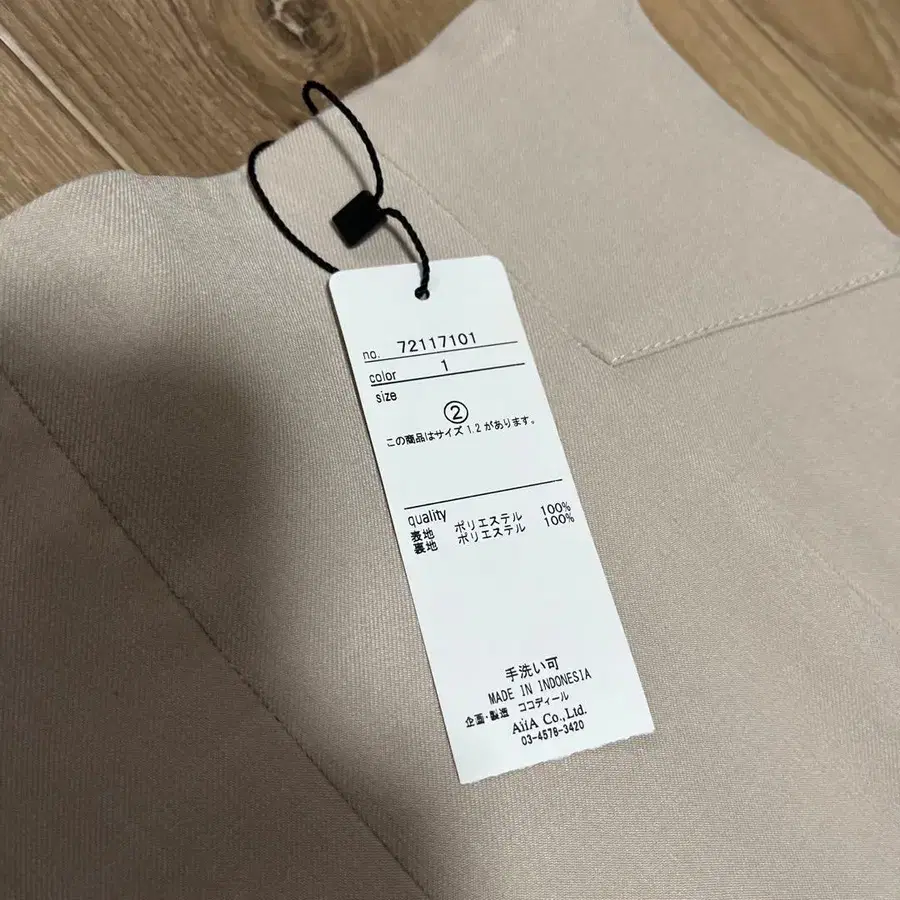 no. 72117101
color 1
size
②
この商品はサイズ 1.2 があります。
quality
表地 ポリエステル 100%
裏地 ポリエステル 100%
手洗い可
MADE IN INDONESIA
企画・製造 ココディール
AiiA Co.,Ltd.
03-4578-3420